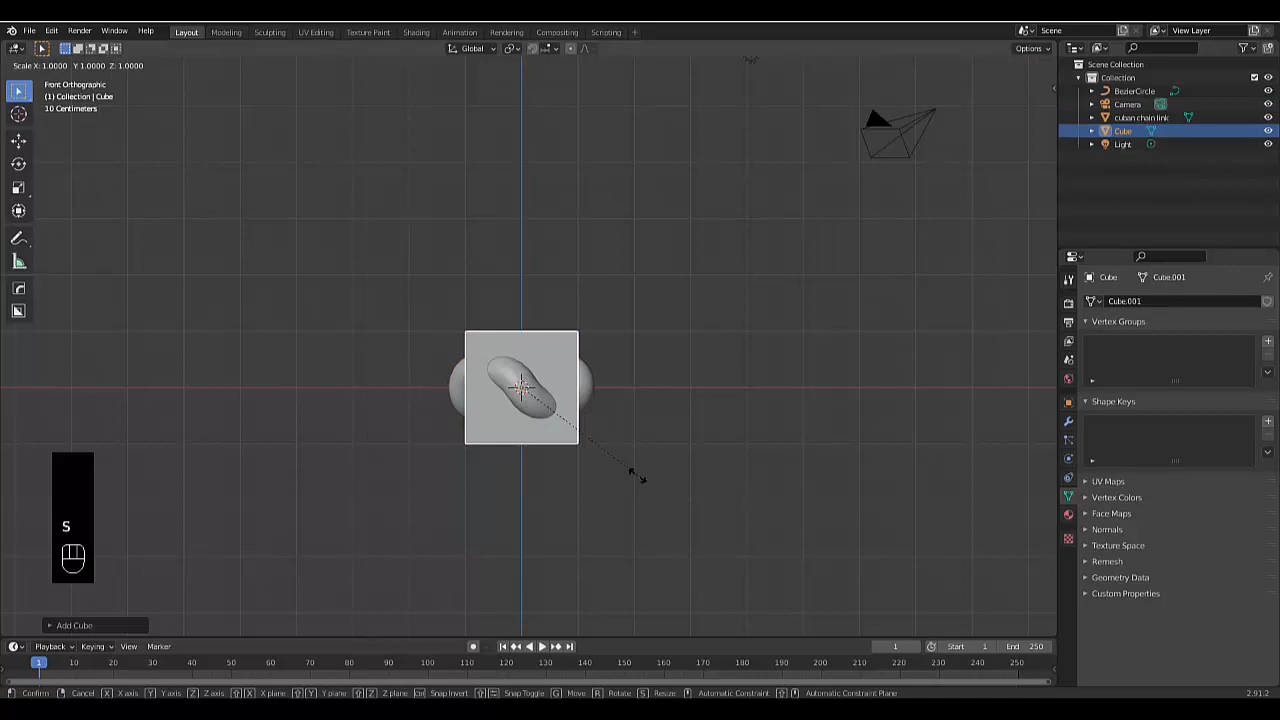 File Edit Render Window Help Layout Modeling Sculpting UV Editing Texture Paint Shading Animation Rendering Compositing Scripting + Scene View Layer
Global Options
Scale X: 1.0000 Y: 1.0000 Z: 1.0000
Front Orthographic
(1) Collection | Cube
10 Centimeters
Scene Collection
Collection
BezierCircle
Camera
cuban chain link
Cube
Light
Cube Cube.001
Cube.001
Vertex Groups
Shape Keys
UV Maps
Vertex Colors
Face Maps
Normals
Texture Space
Remesh
Geometry Data
Custom Properties
S
Add Cube
Playback Keying View Marker 1 Start 1 End 250
1 10 20 30 40 50 60 70 80 90 100 110 120 130 140 150 160 170 180 190 200 210 220 230 240 250
Confirm Cancel X X axis Y Y axis Z Z axis X X plane Y Y plane Z Z plane Snap Invert Snap Toggle G Move R Rotate S Resize Automatic Constraint Automatic Constraint Plane 2.91.2